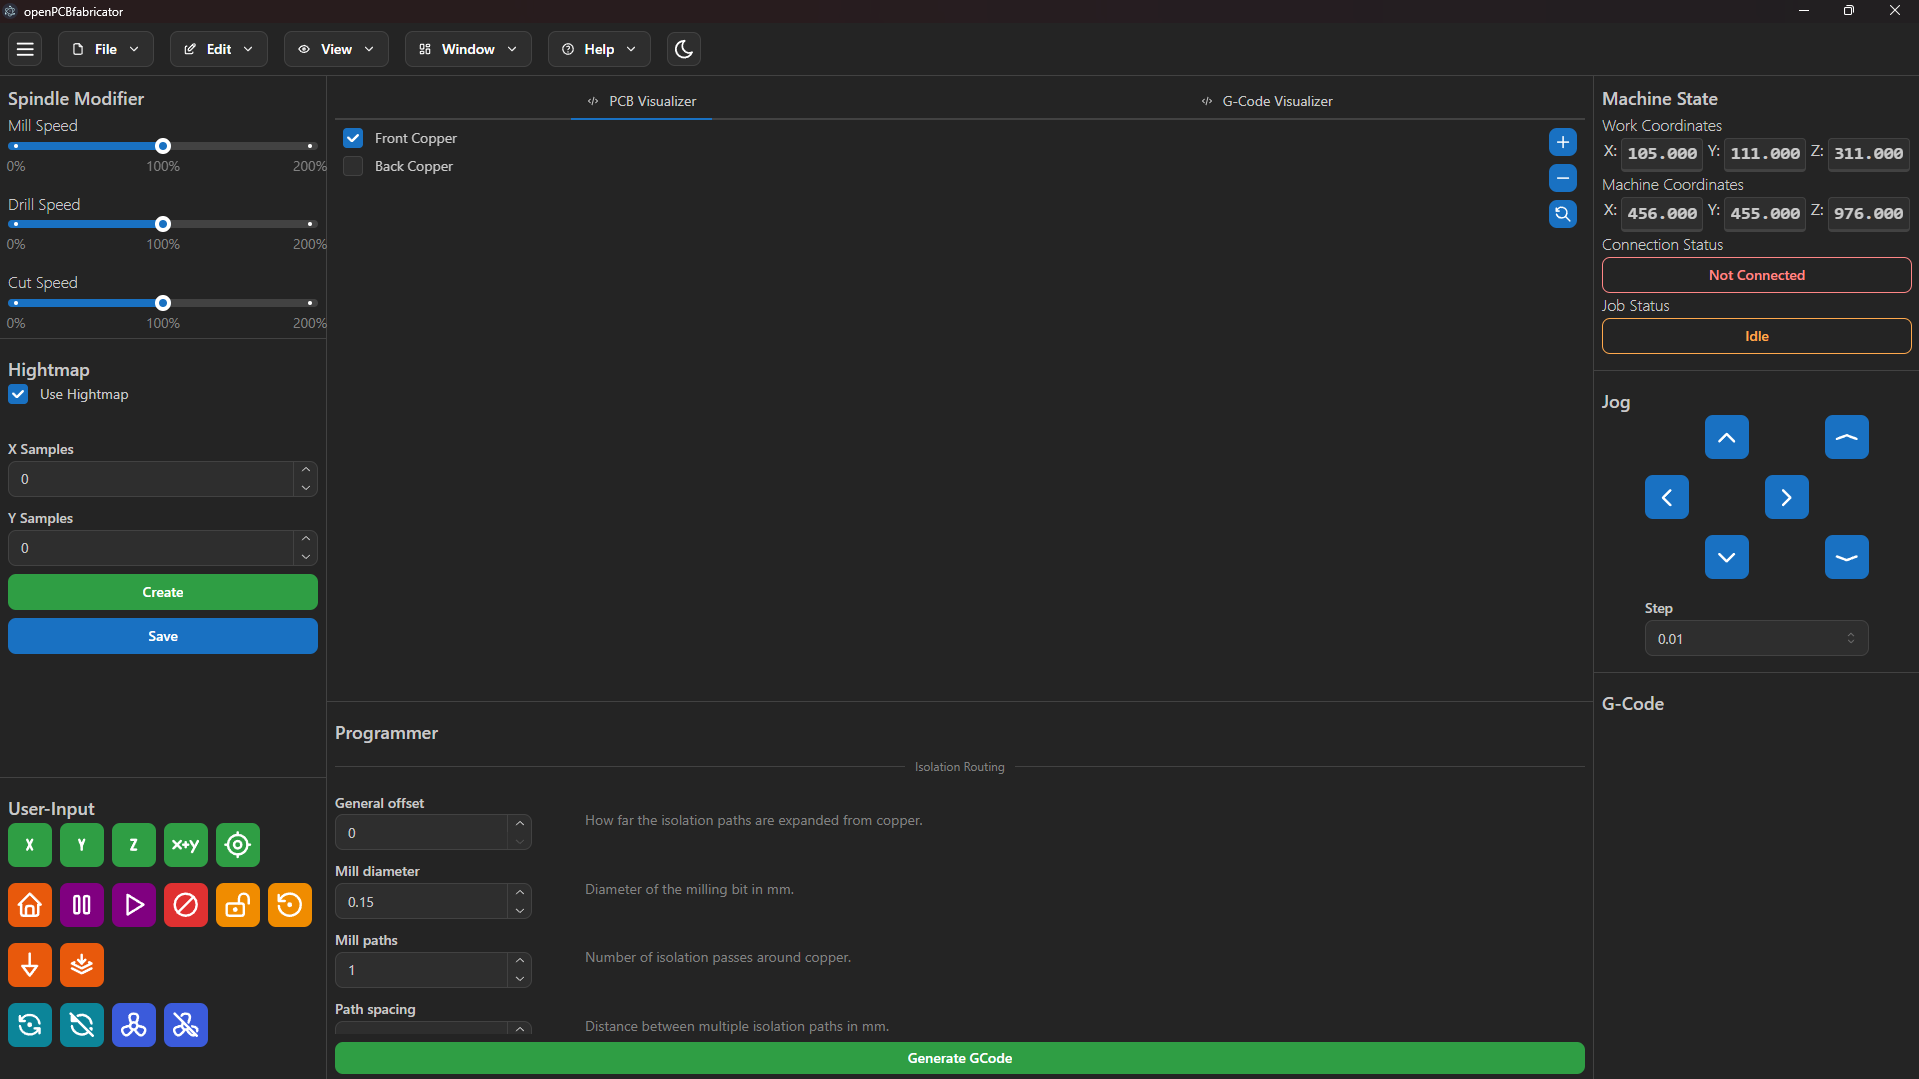 openPCBfabricator
File
Edit
View
Window
Help
Spindle Modifier
Mill Speed
0%
100%
200%
Drill Speed
0%
100%
200%
Cut Speed
0%
100%
200%
Hightmap
Use Hightmap
X Samples
0
Y Samples
0
Create
Save
User-Input
X
Y
Z
X+Y
PCB Visualizer
G-Code Visualizer
Front Copper
Back Copper
Programmer
Isolation Routing
General offset
0
How far the isolation paths are expanded from copper.
Mill diameter
0.15
Diameter of the milling bit in mm.
Mill paths
1
Number of isolation passes around copper.
Path spacing
Distance between multiple isolation paths in mm.
Generate GCode
Machine State
Work Coordinates
X: 105.000 Y: 111.000 Z: 311.000
Machine Coordinates
X: 456.000 Y: 455.000 Z: 976.000
Connection Status
Not Connected
Job Status
Idle
Jog
Step
0.01
G-Code